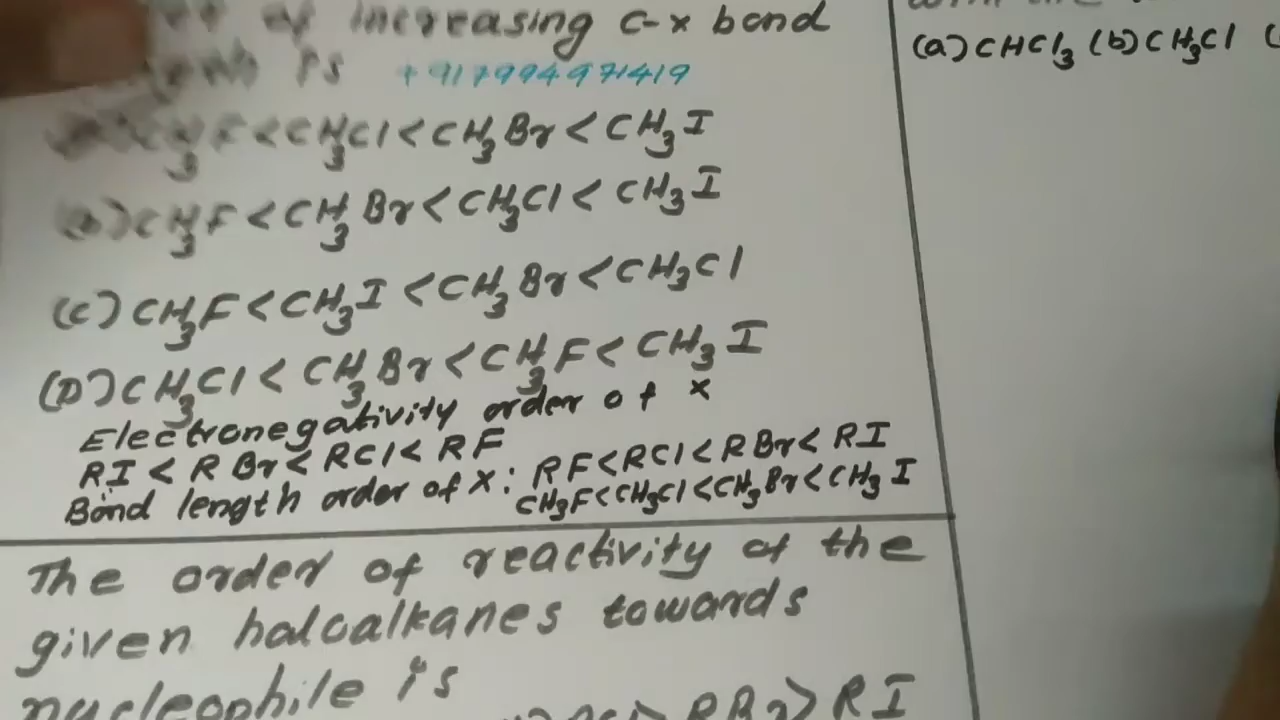 of increasing C-x bond
is +917994971419
CH3F<CH3Cl<CH3Br<CH3I
(b) CH3F<CH3Br<CH3Cl<CH3I
(c) CH3F<CH3I<CH3Br<CH3Cl
(D) CH3Cl<CH3Br<CH3F<CH3I
Electronegativity order of x
RI<RBr<RCl<RF
Bond length order of x: RF<RCl<RBr<RI
CH3F<CH3Cl<CH3Br<CH3I
The order of reactivity of the
given haloalkanes towards
nucleophile is
RBr>RI
(a) CHCl3 (b) CH3Cl (